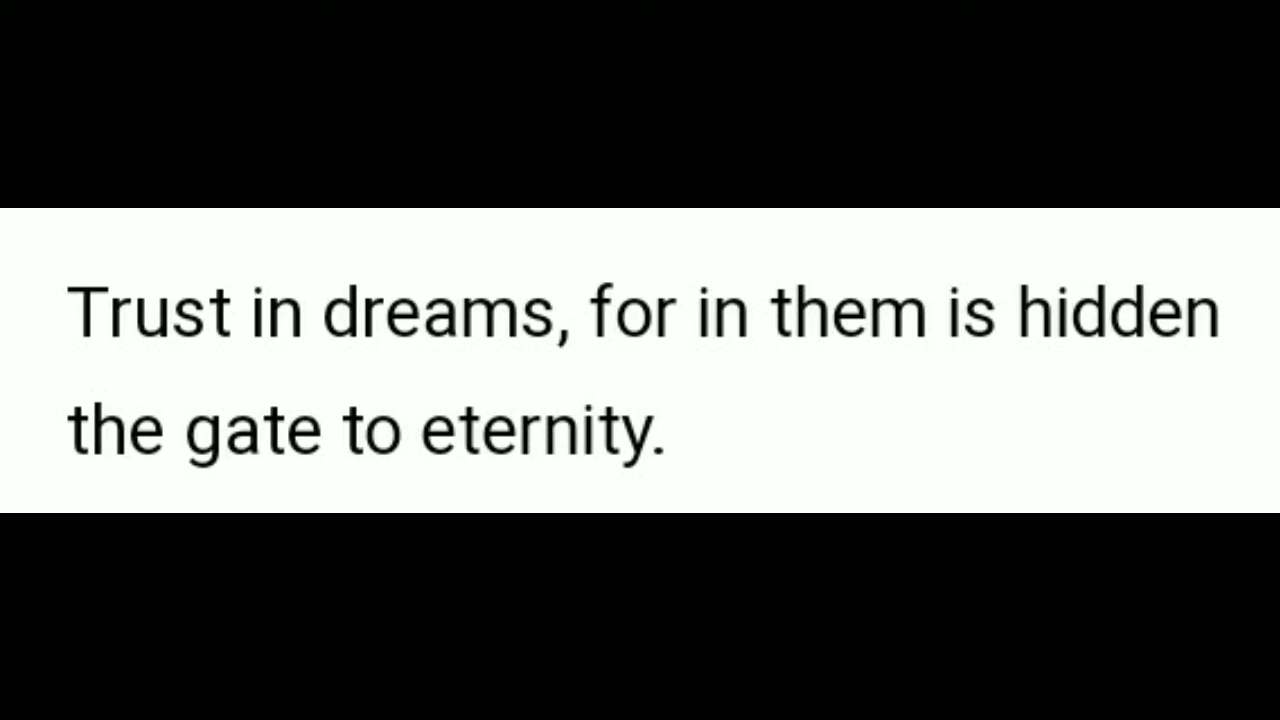 Trust in dreams, for in them is hidden
the gate to eternity.